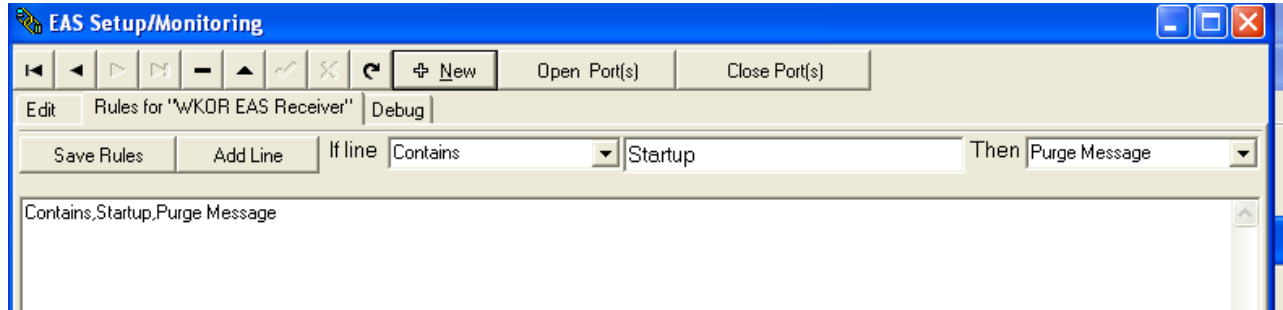 EAS Setup/Monitoring
New Open Port(s) Close Port(s)
Edit Rules for "WKOR EAS Receiver" Debug
Save Rules Add Line If line Contains Startup Then Purge Message
Contains,Startup,Purge Message